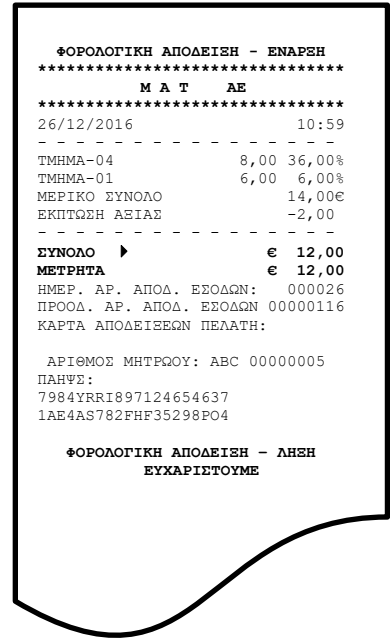 ΦΟΡΟΛΟΓΙΚΗ ΑΠΟΔΕΙΞΗ - ΕΝΑΡΞΗ
********************************
Μ Α Τ ΑΕ
********************************
26/12/2016 10:59
- - - - - - - - - - - - - - - -
ΤΜΗΜΑ-04 8,00 36,00%
ΤΜΗΜΑ-01 6,00 6,00%
ΜΕΡΙΚΟ ΣΥΝΟΛΟ 14,00€
ΕΚΠΤΩΣΗ ΑΞΙΑΣ -2,00
- - - - - - - - - - - - - - - -
ΣΥΝΟΛΟ € 12,00
ΜΕΤΡΗΤΑ € 12,00
ΗΜΕΡ. ΑΡ. ΑΠΟΔ. ΕΣΟΔΩΝ: 000026
ΠΡΟΟΔ. ΑΡ. ΑΠΟΔ. ΕΣΟΔΩΝ 00000116
ΚΑΡΤΑ ΑΠΟΔΕΙΞΕΩΝ ΠΕΛΑΤΗ:
ΑΡΙΘΜΟΣ ΜΗΤΡΩΟΥ: ABC 00000005
ΠΑΗΨΣ:
7984YRRI897124654637
1AE4AS782FHF35298PO4
ΦΟΡΟΛΟΓΙΚΗ ΑΠΟΔΕΙΞΗ – ΛΗΞΗ
ΕΥΧΑΡΙΣΤΟΥΜΕ